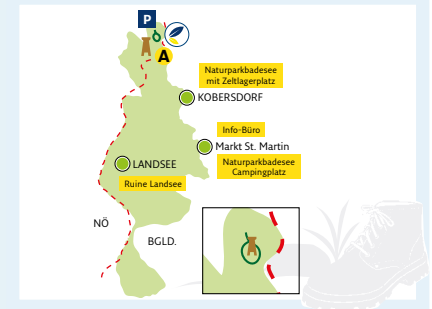 P
A
Naturparkbadesee
mit Zeltlagerplatz
KOBERSDORF
Info-Büro
Markt St. Martin
Naturparkbadesee
Campingplatz
LANDSEE
Ruine Landsee
NÖ
BGLD.